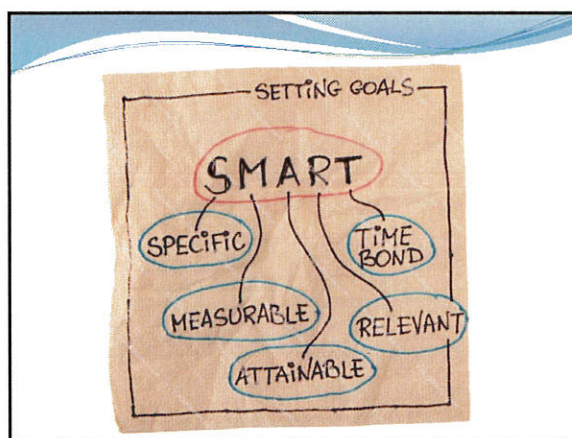 SETTING GOALS
SMART
SPECIFIC
TIME
BOND
MEASURABLE
RELEVANT
ATTAINABLE